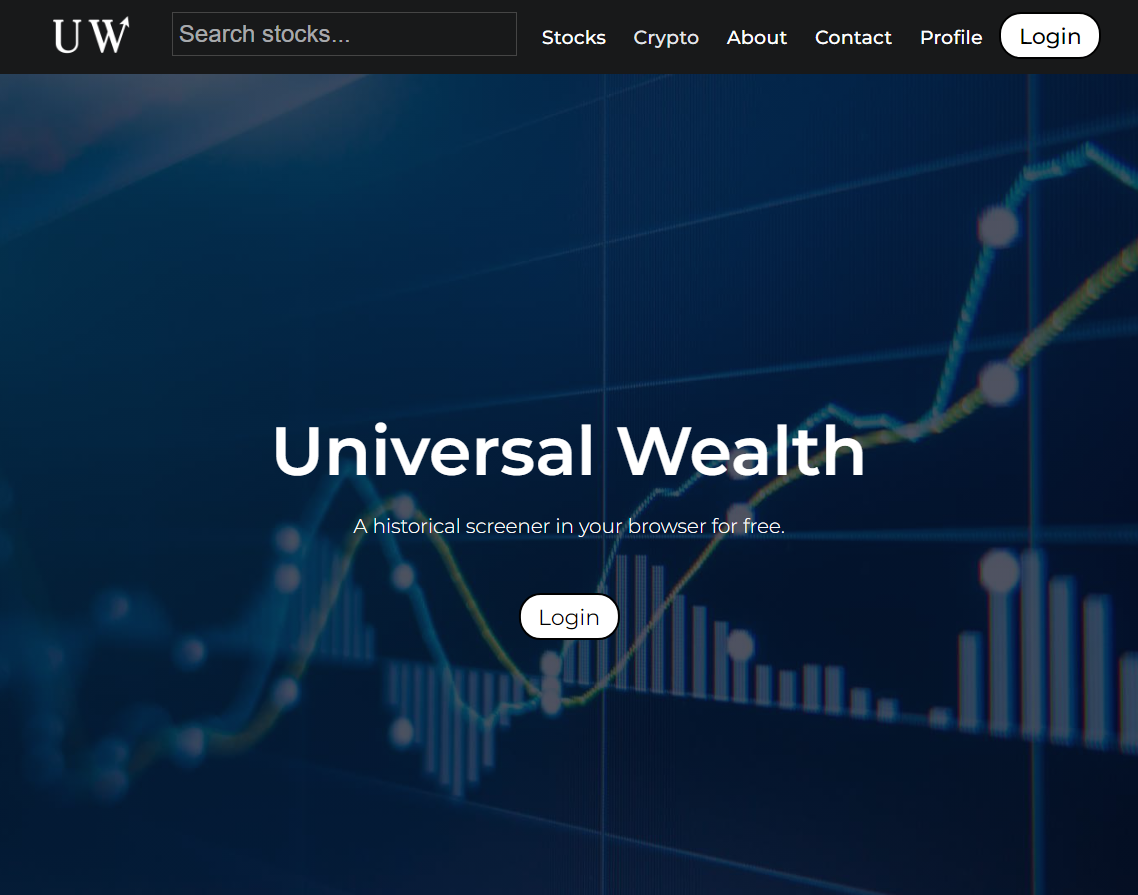 UW
Search stocks...
Stocks
Crypto
About
Contact
Profile
Login
Universal Wealth
A historical screener in your browser for free.
Login